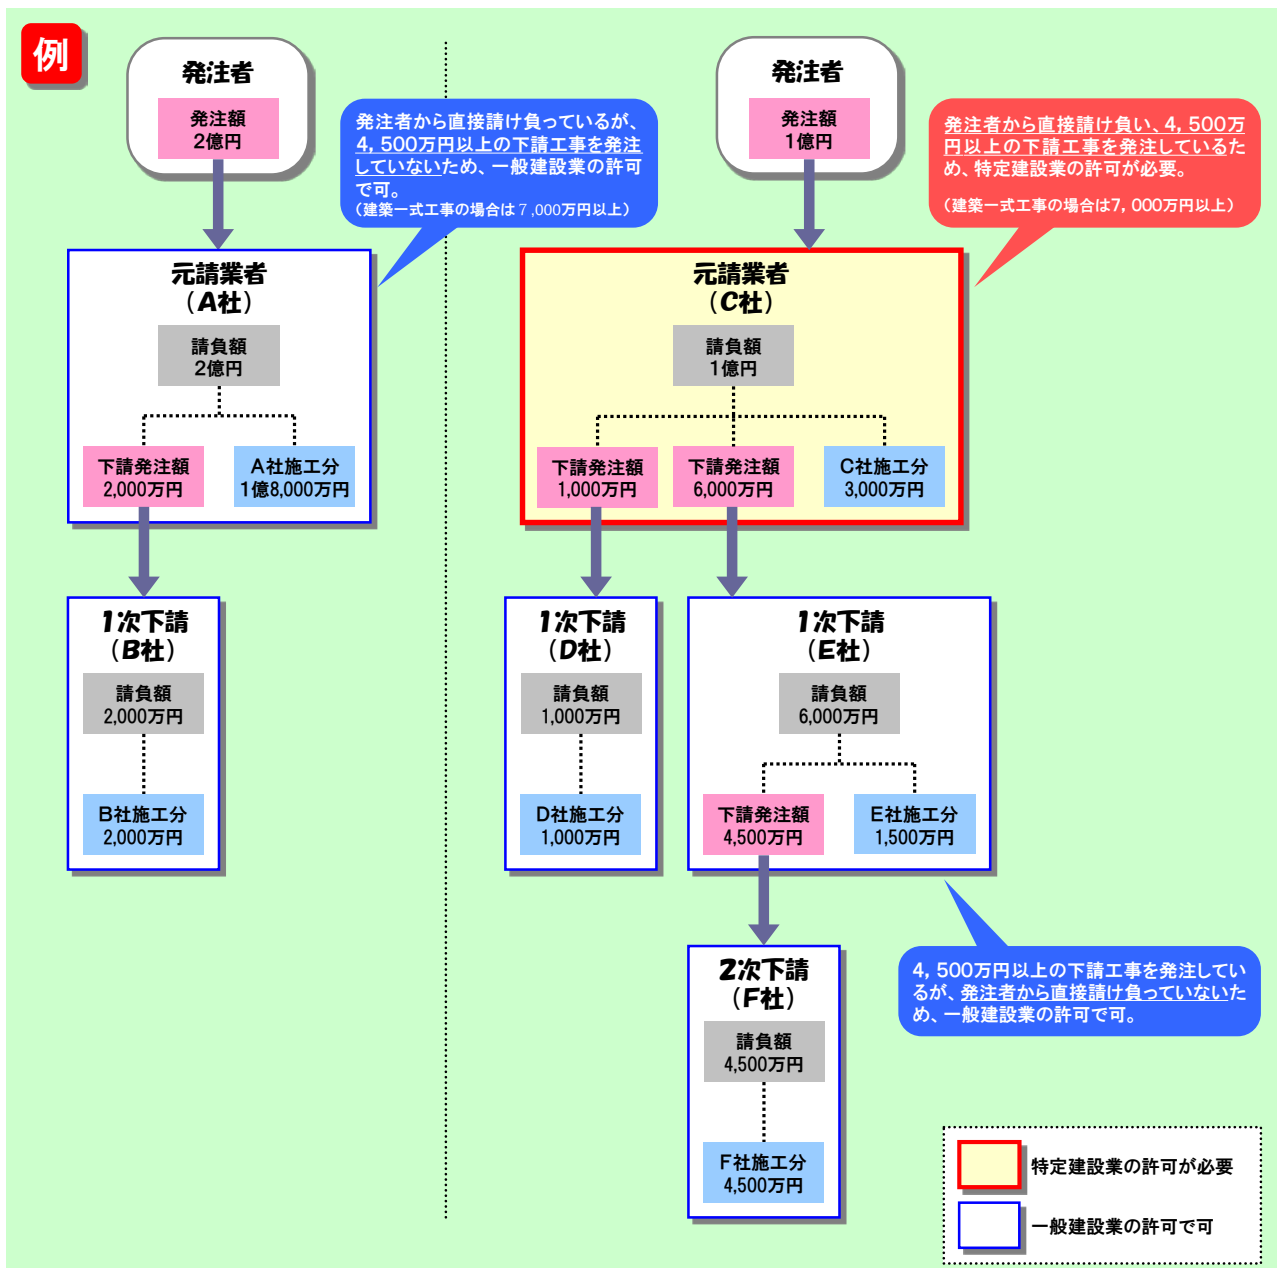 例
発注者
発注額
2億円
発注者から直接請け負っているが、
4,500万円以上の下請工事を発注
していないため、一般建設業の許可
で可。
(建築一式工事の場合は7,000万円以上)
元請業者
(A社)
請負額
2億円
下請発注額
2,000万円
A社施工分
1億8,000万円
1次下請
(B社)
請負額
2,000万円
B社施工分
2,000万円
発注者
発注額
1億円
発注者から直接請け負い、4,500万
円以上の下請工事を発注しているた
め、特定建設業の許可が必要。
(建築一式工事の場合は7,000万円以上)
元請業者
(C社)
請負額
1億円
下請発注額
1,000万円
下請発注額
6,000万円
C社施工分
3,000万円
1次下請
(D社)
請負額
1,000万円
D社施工分
1,000万円
1次下請
(E社)
請負額
6,000万円
下請発注額
4,500万円
E社施工分
1,500万円
4,500万円以上の下請工事を発注してい
るが、発注者から直接請け負っていないた
め、一般建設業の許可で可。
2次下請
(F社)
請負額
4,500万円
F社施工分
4,500万円
特定建設業の許可が必要
一般建設業の許可で可